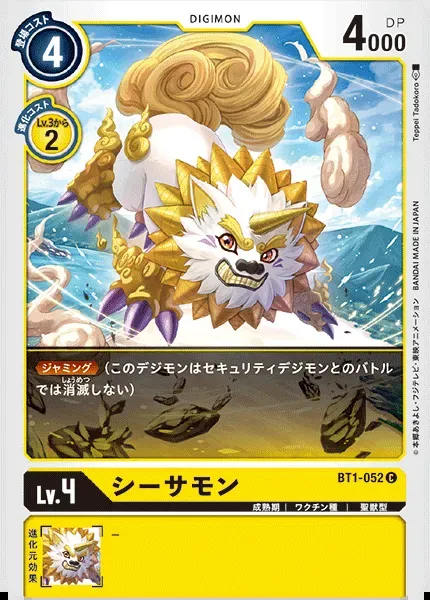 DIGIMON
登場コスト
4
DP
4000
進化コスト
Lv.3から
2
Teppei Tadokoro
BANDAI MADE IN JAPAN
©本郷あきよし・フジテレビ・東映アニメーション
ジャミング (このデジモンはセキュリティデジモンとのバトル
では消滅しない)
しょうめつ
BT1-052 C
Lv.4
シーサモン
成熟期 | ワクチン種 | 聖獣型
進化元効果
–